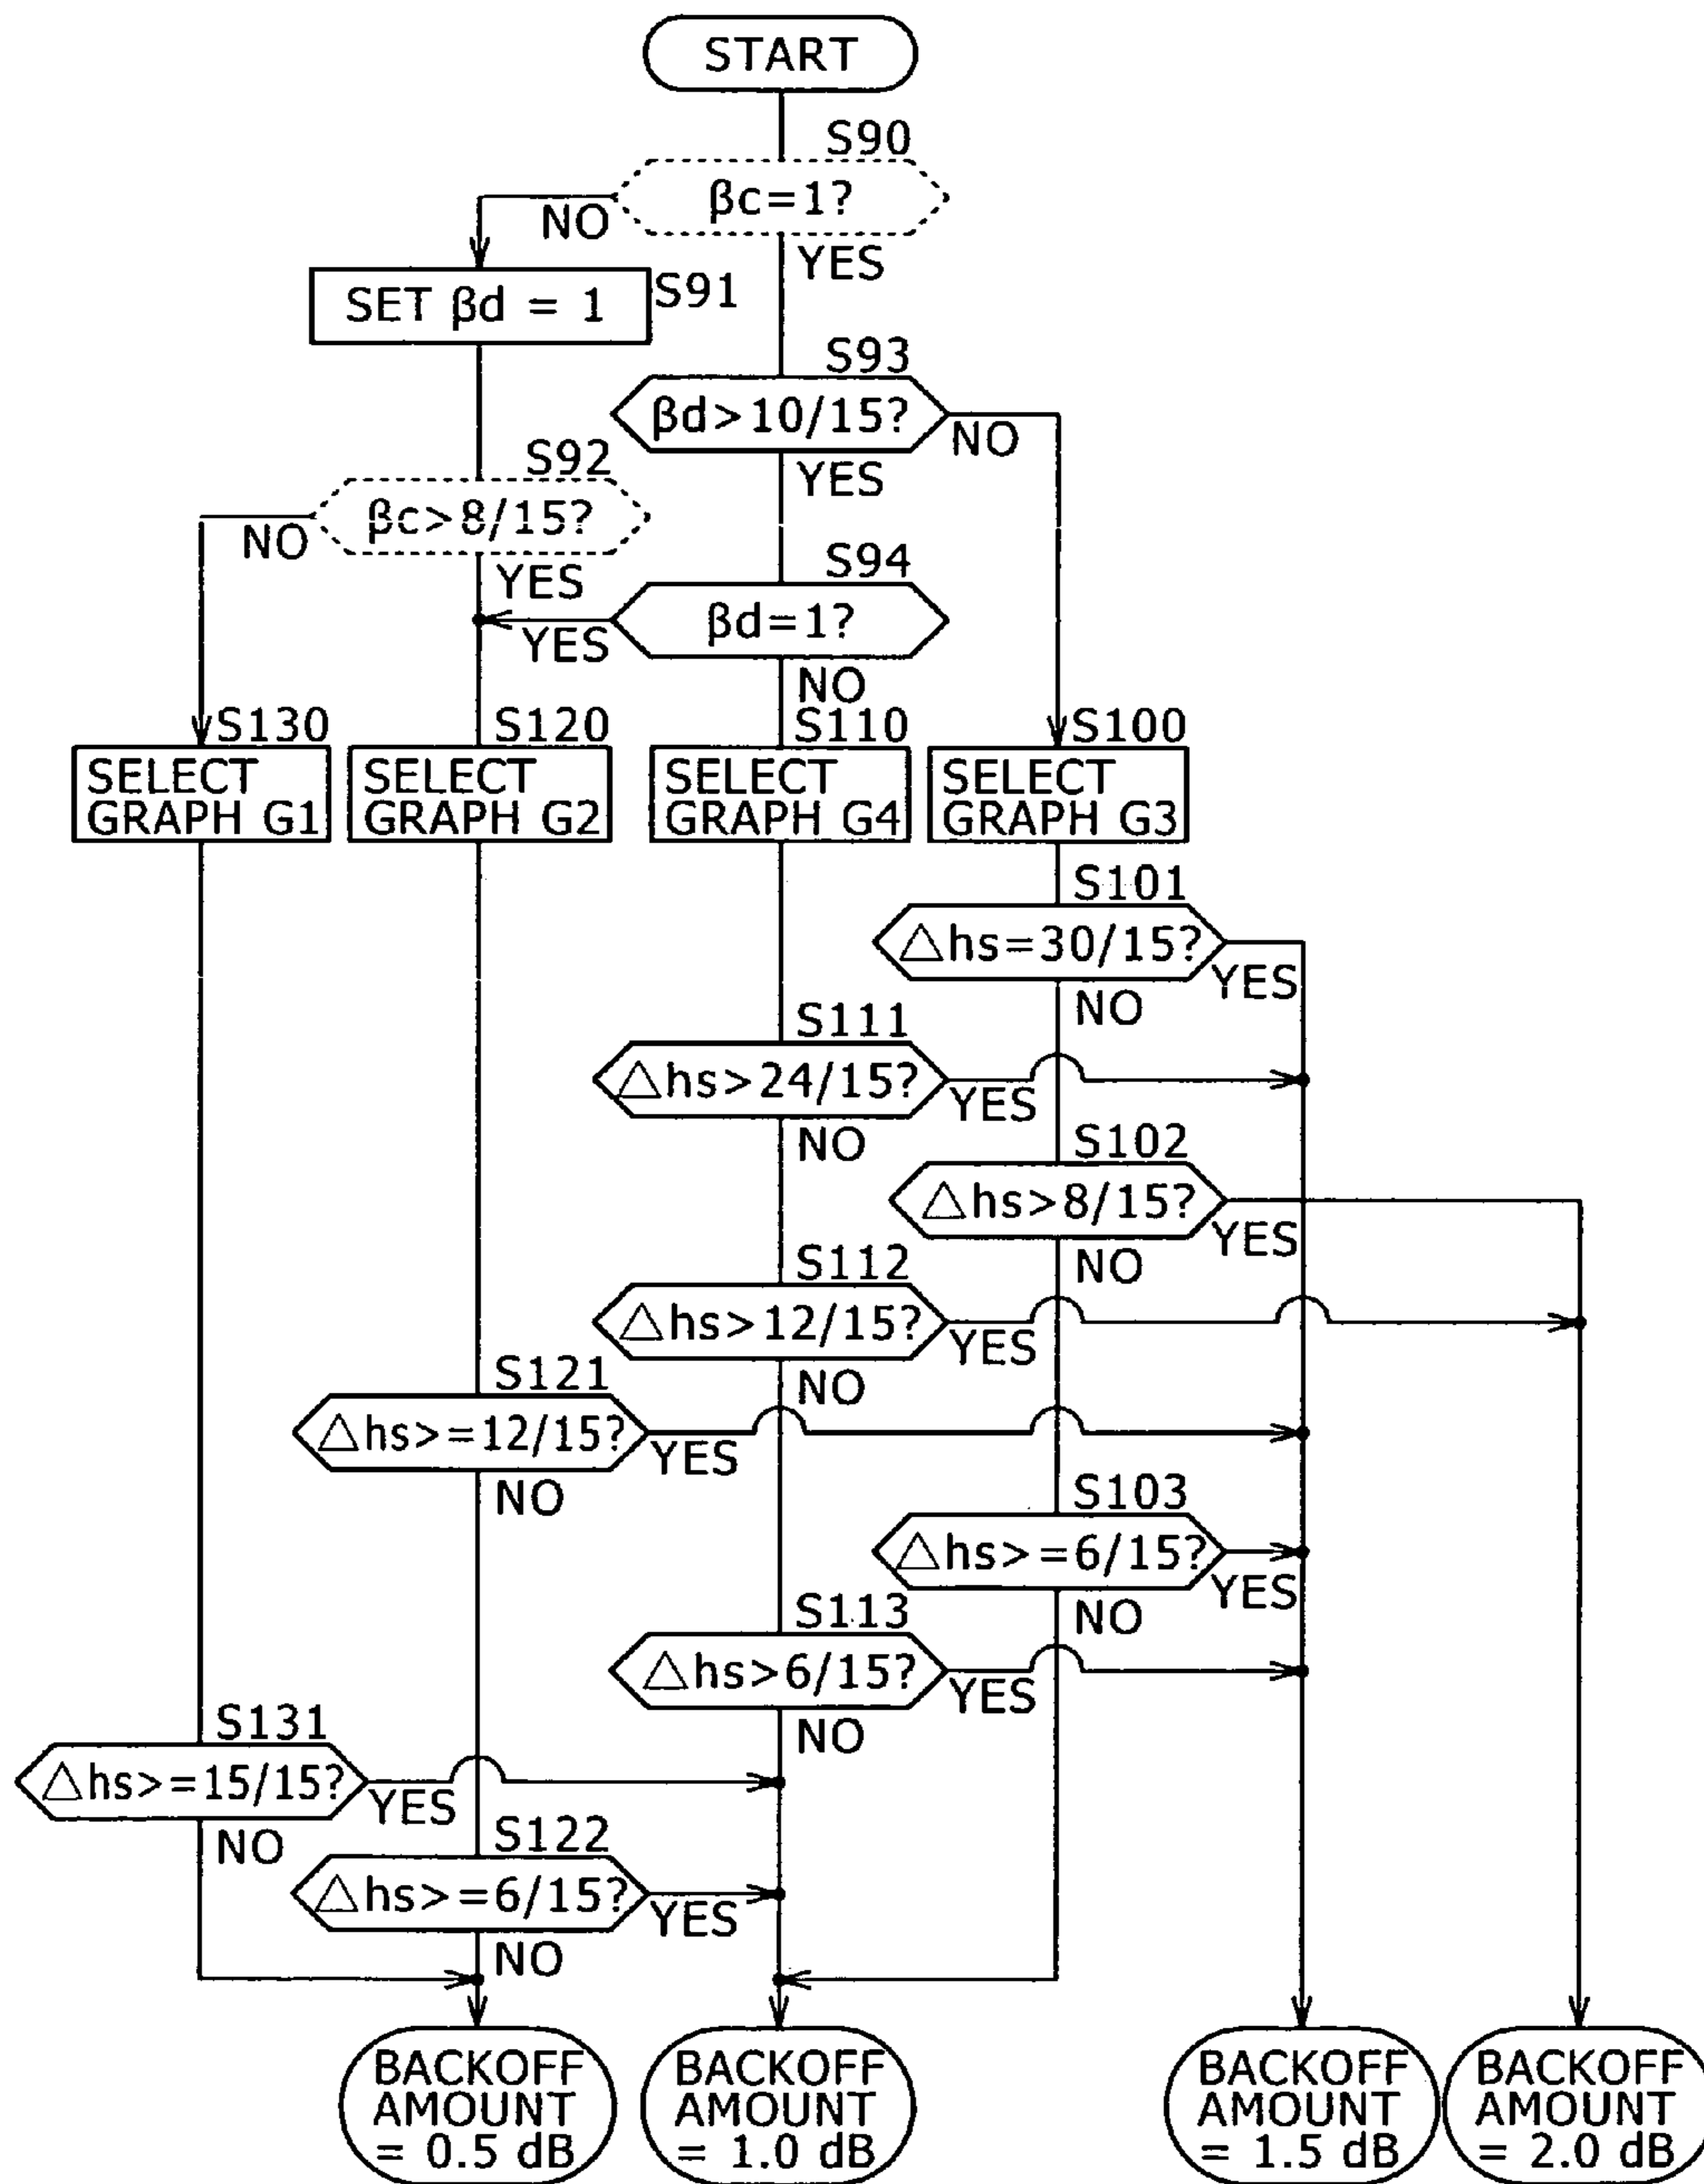 START
S90
βc=1?
NO
YES
SET βd = 1
S91
S93
βd>10/15?
NO
YES
S92
βc>8/15?
NO
YES
S94
βd=1?
YES
NO
S130
S120
S110
S100
SELECT
GRAPH G1
SELECT
GRAPH G2
SELECT
GRAPH G4
SELECT
GRAPH G3
S101
△hs=30/15?
YES
NO
S111
△hs>24/15?
YES
NO
S102
△hs>8/15?
YES
NO
S112
△hs>12/15?
YES
NO
S121
△hs>=12/15?
YES
NO
S103
△hs>=6/15?
YES
NO
S113
△hs>6/15?
YES
NO
S131
△hs>=15/15?
YES
NO
S122
△hs>=6/15?
YES
NO
BACKOFF
AMOUNT
= 0.5 dB
BACKOFF
AMOUNT
= 1.0 dB
BACKOFF
AMOUNT
= 1.5 dB
BACKOFF
AMOUNT
= 2.0 dB